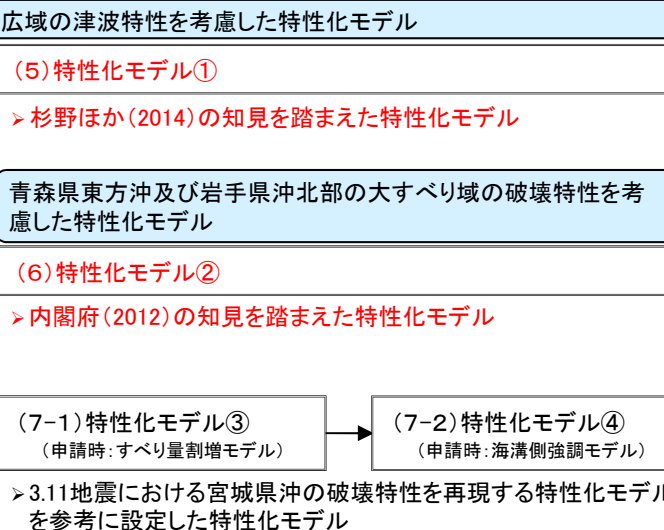 広域の津波特性を考慮した特性化モデル
(5)特性化モデル①
➢杉野ほか(2014)の知見を踏まえた特性化モデル
青森県東方沖及び岩手県沖北部の大すべり域の破壊特性を考
慮した特性化モデル
(6)特性化モデル②
➢内閣府(2012)の知見を踏まえた特性化モデル
(7-1)特性化モデル③
(申請時:すべり量割増モデル)
(7-2)特性化モデル④
(申請時:海溝側強調モデル)
➢3.11地震における宮城県沖の破壊特性を再現する特性化モデル
を参考に設定した特性化モデル